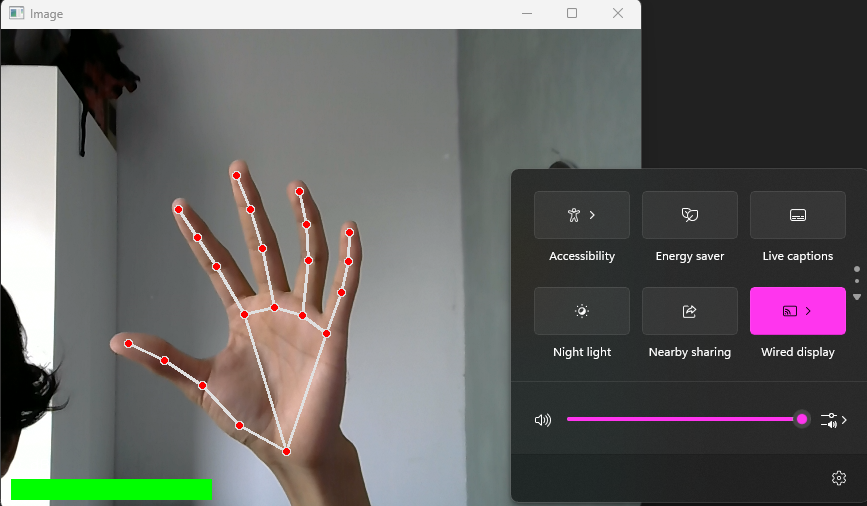 Image
Accessibility
Energy saver
Live captions
Night light
Nearby sharing
Wired display